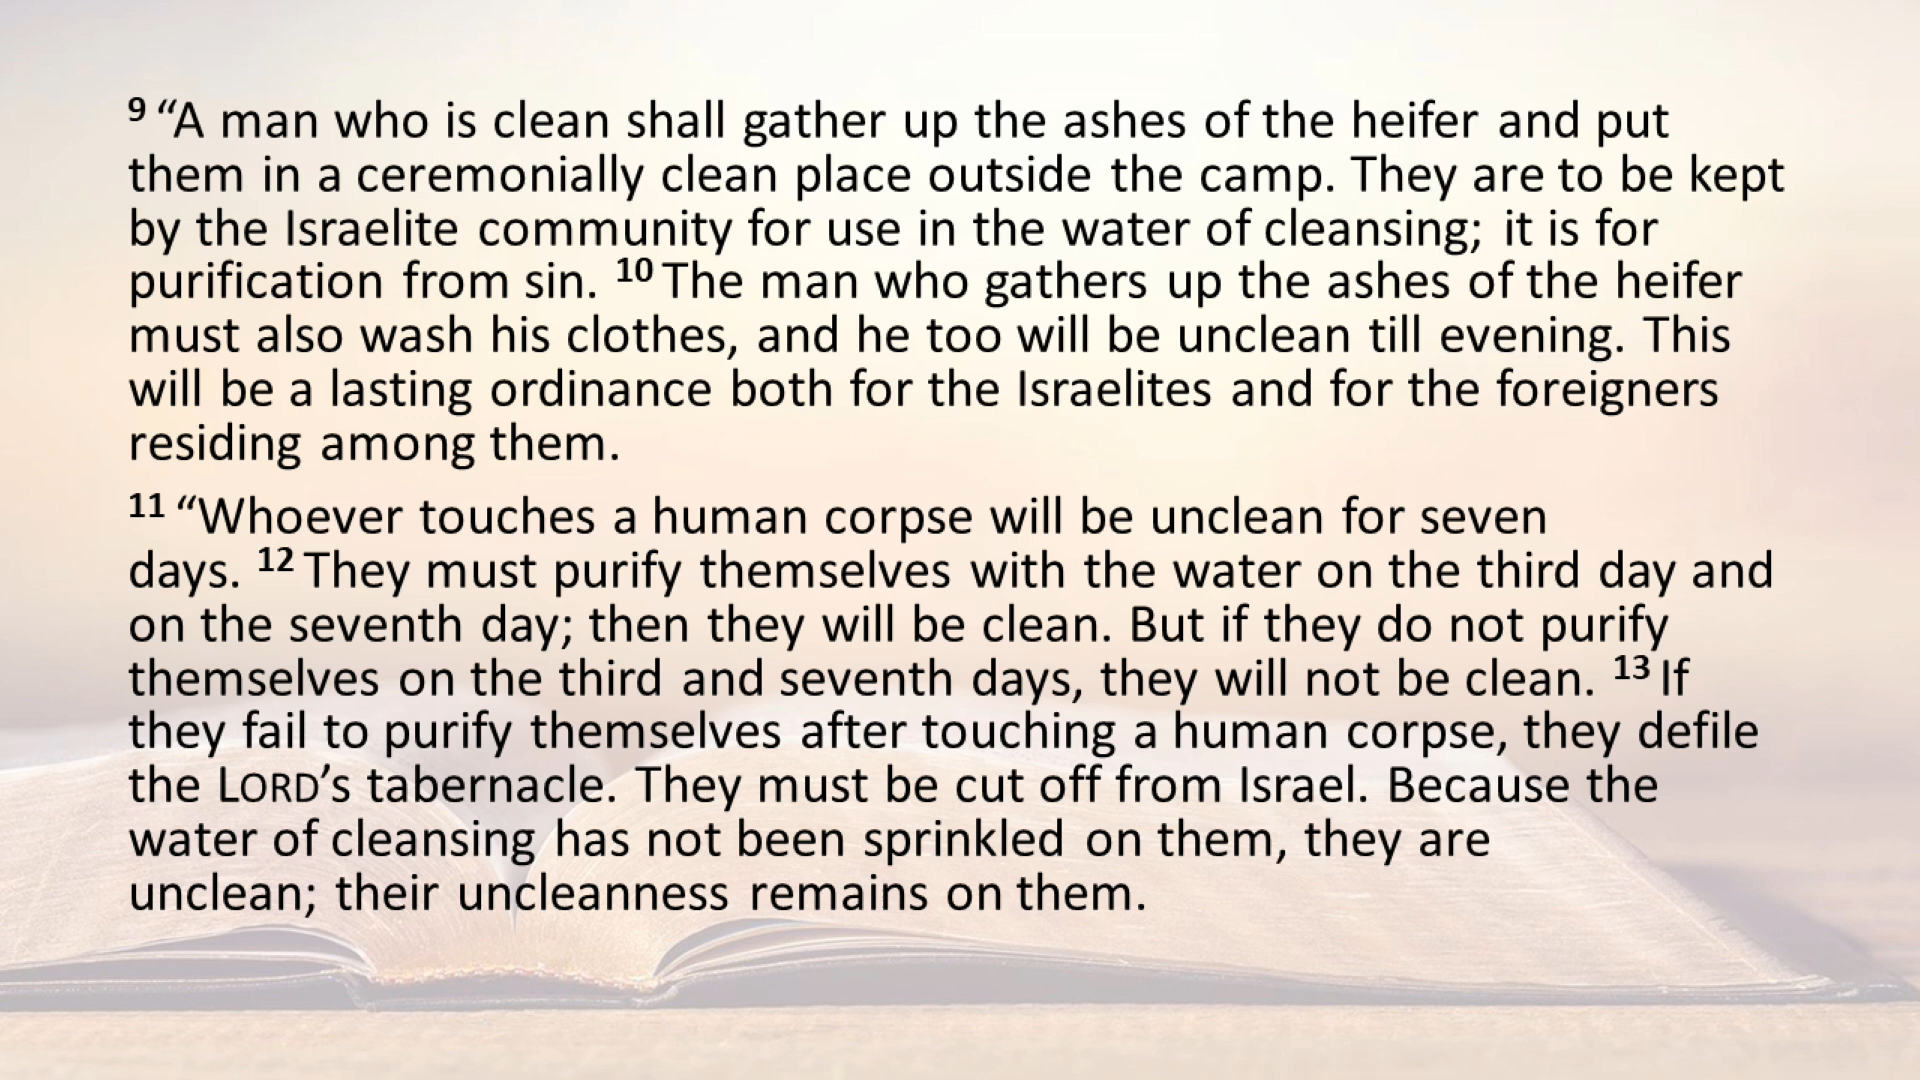 9 “A man who is clean shall gather up the ashes of the heifer and put
them in a ceremonially clean place outside the camp. They are to be kept
by the Israelite community for use in the water of cleansing; it is for
purification from sin. 10 The man who gathers up the ashes of the heifer
must also wash his clothes, and he too will be unclean till evening. This
will be a lasting ordinance both for the Israelites and for the foreigners
residing among them.
11 “Whoever touches a human corpse will be unclean for seven
days. 12 They must purify themselves with the water on the third day and
on the seventh day; then they will be clean. But if they do not purify
themselves on the third and seventh days, they will not be clean. 13 If
they fail to purify themselves after touching a human corpse, they defile
the LORD’s tabernacle. They must be cut off from Israel. Because the
water of cleansing has not been sprinkled on them, they are
unclean; their uncleanness remains on them.